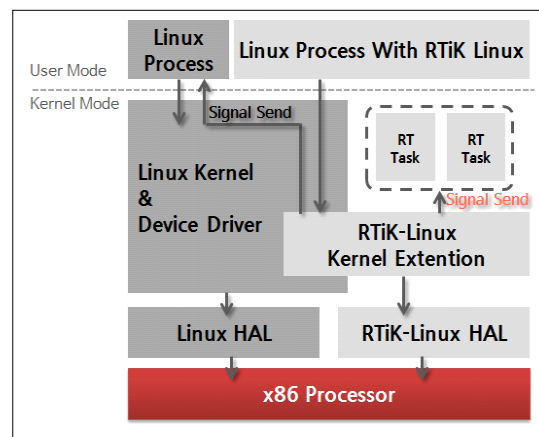 Linux
Process
Linux Process With RTiK Linux
User Mode
Kernel Mode
Signal Send
RT
Task
RT
Task
Linux Kernel
&
Device Driver
Signal Send
RTiK-Linux
Kernel Extention
Linux HAL
RTiK-Linux HAL
x86 Processor